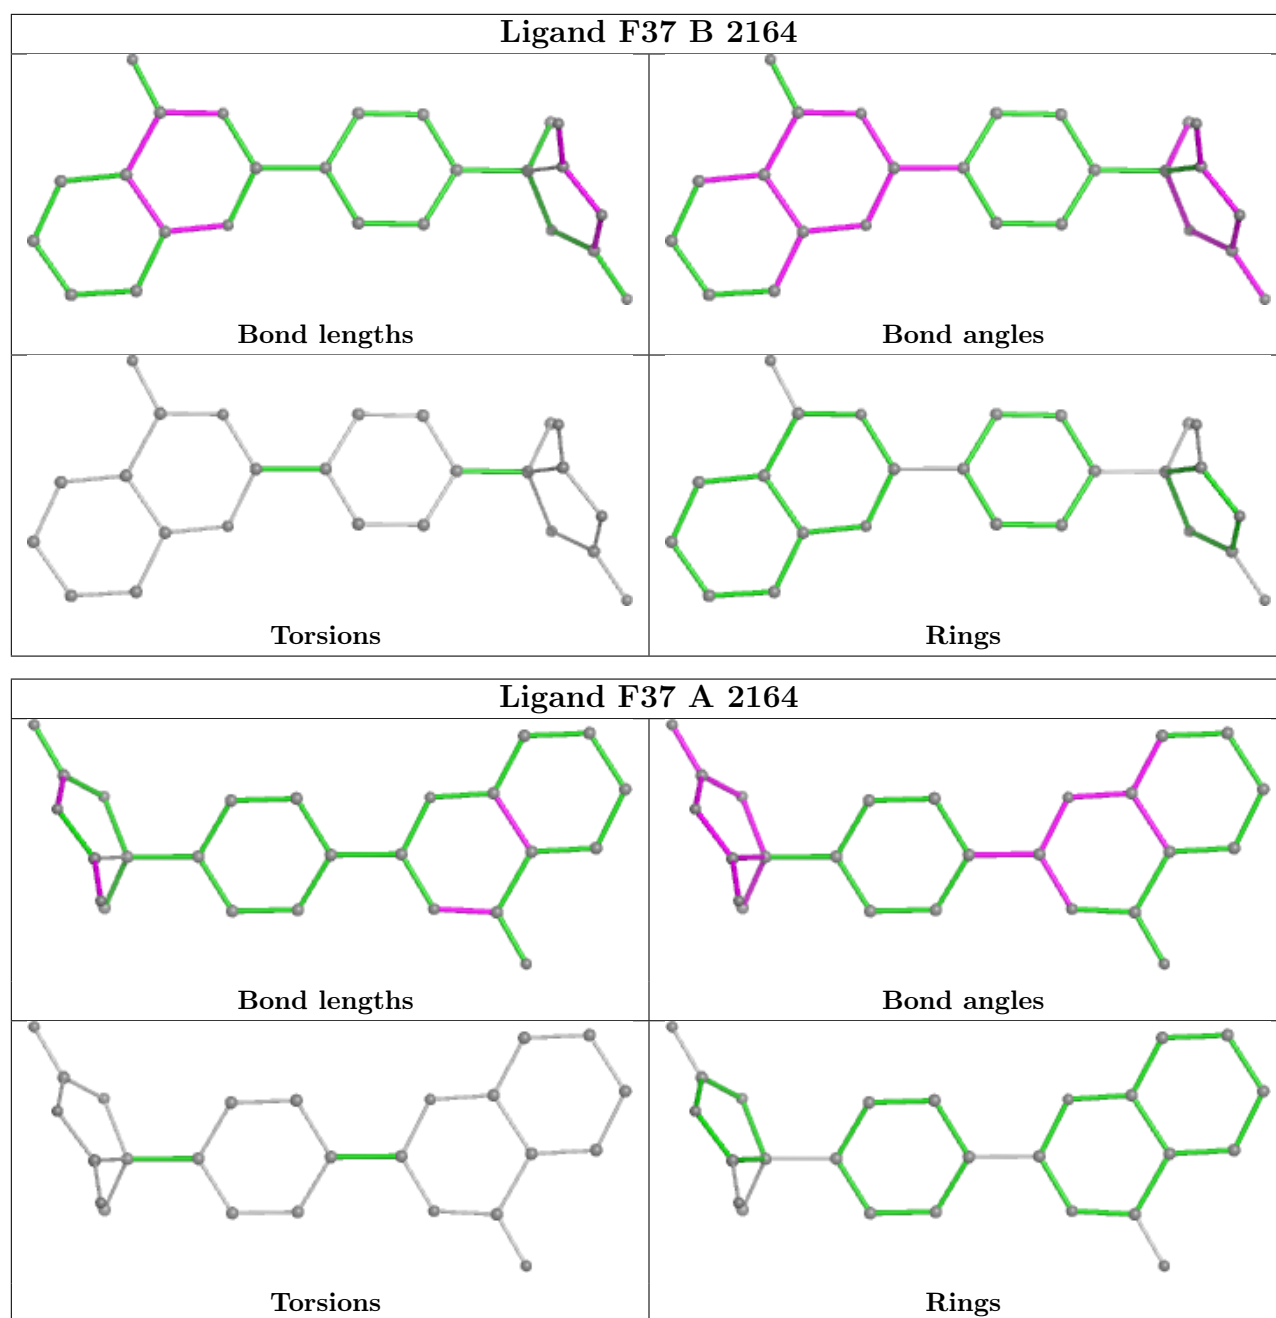 Ligand F37 B 2164
Bond lengths
Bond angles
Torsions
Rings
Ligand F37 A 2164
Bond lengths
Bond angles
Torsions
Rings